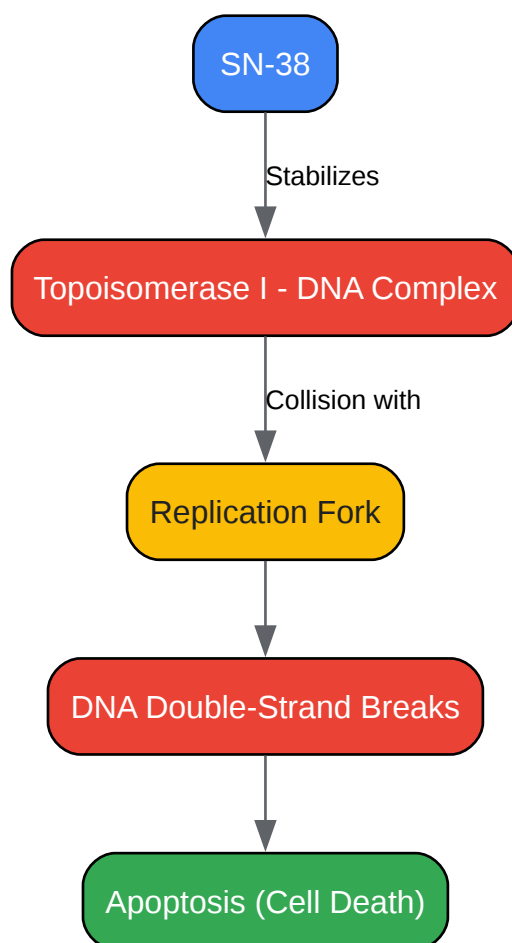 SN-38
Stabilizes
Topoisomerase I - DNA Complex
Collision with
Replication Fork
DNA Double-Strand Breaks
Apoptosis (Cell Death)